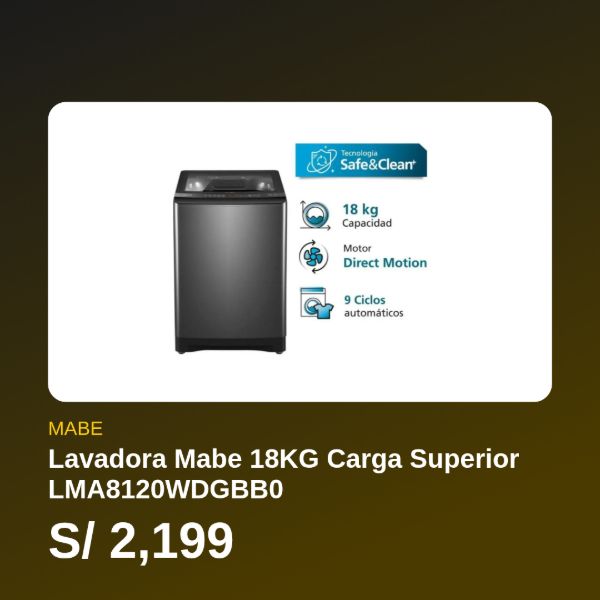 Tecnología
Safe&Clean+
18 kg
Capacidad
Motor
Direct Motion
9 Ciclos
automáticos
MABE
Lavadora Mabe 18KG Carga Superior
LMA8120WDGBB0
S/ 2,199